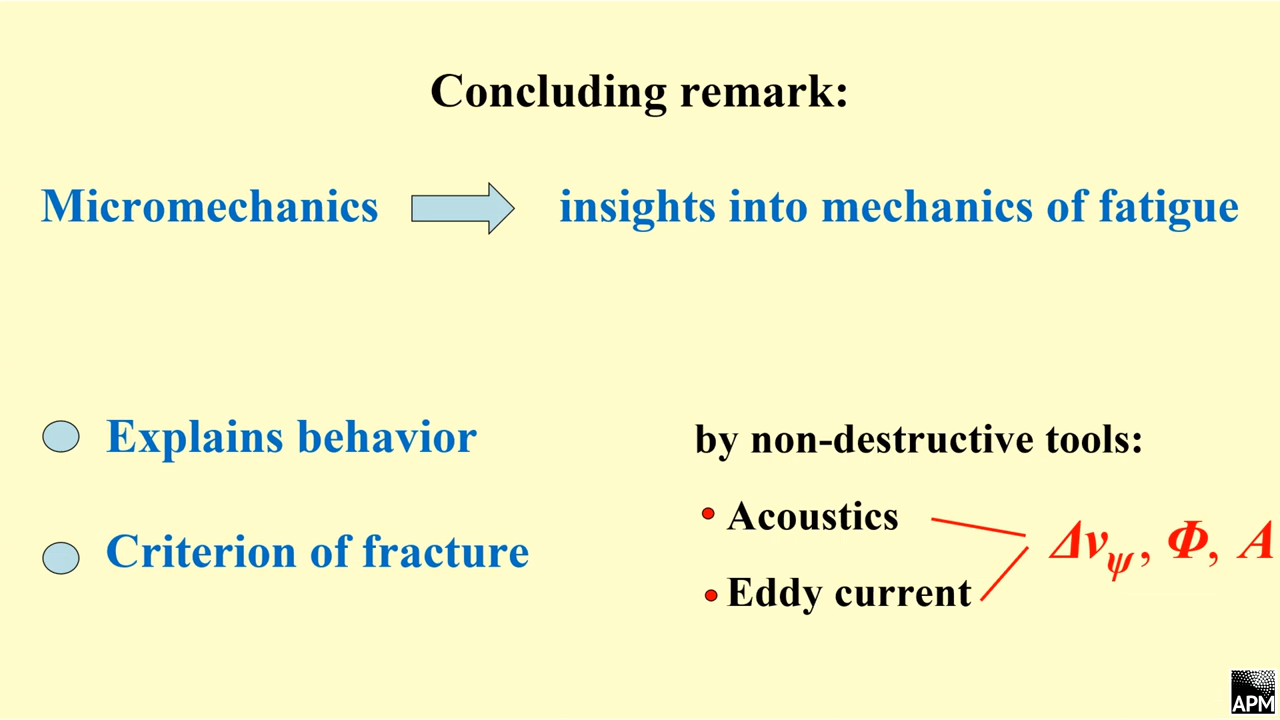 Concluding remark:
Micromechanics
insights into mechanics of fatigue
Explains behavior
Criterion of fracture
by non-destructive tools:
Acoustics
Eddy current
Δv_ψ, Φ, A
APM